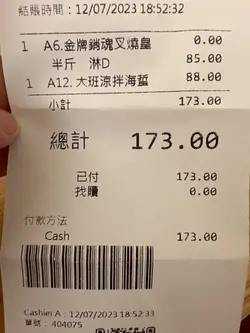 結賬時間：12/07/2023 18:52:32
1 A6.金牌銷魂叉燒皇 0.00
半斤 淋D 85.00
1 A12. 大班涼拌海蜇 88.00
小計 173.00
總計 173.00
已付 173.00
找贖 0.00
付款方法
Cash 173.00
Cashier A : 12/07/2023 18:52:33
單號： 404075